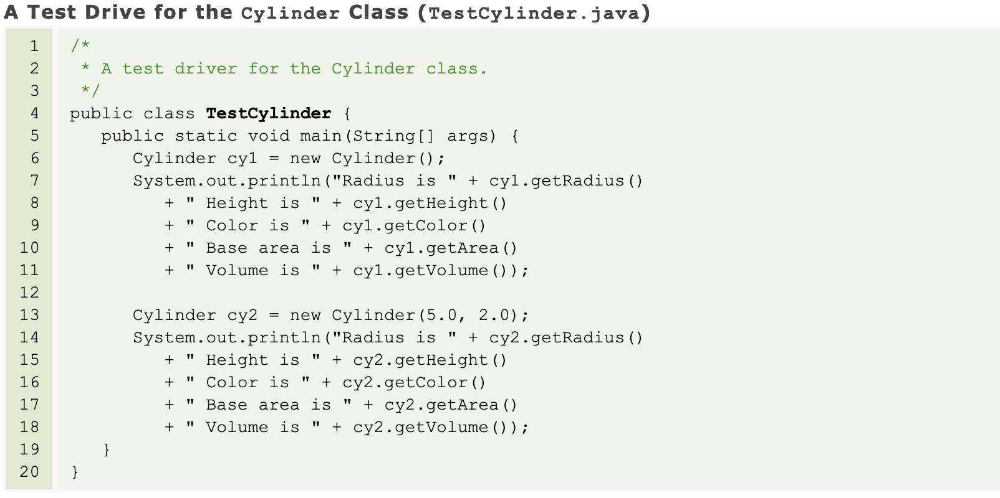 A Test Drive for the Cylinder Class (TestCylinder.java)
1 /*
2  * A test driver for the Cylinder class.
3  */
4 public class TestCylinder {
5    public static void main(String[] args) {
6       Cylinder cy1 = new Cylinder();
7       System.out.println("Radius is " + cy1.getRadius()
8          + " Height is " + cy1.getHeight()
9          + " Color is " + cy1.getColor()
10          + " Base area is " + cy1.getArea()
11          + " Volume is " + cy1.getVolume());
12
13       Cylinder cy2 = new Cylinder(5.0, 2.0);
14       System.out.println("Radius is " + cy2.getRadius()
15          + " Height is " + cy2.getHeight()
16          + " Color is " + cy2.getColor()
17          + " Base area is " + cy2.getArea()
18          + " Volume is " + cy2.getVolume());
19    }
20 }